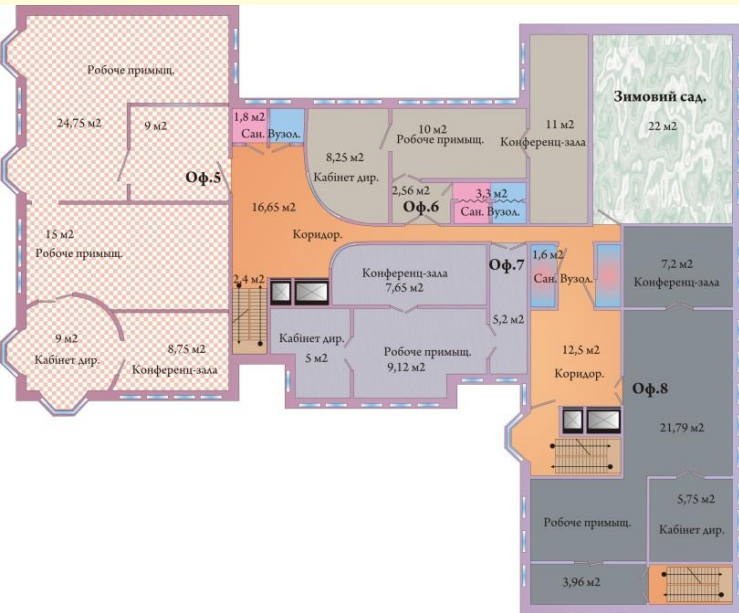 Робоче примыщ.
24,75 м2
9 м2
Оф.5
15 м2
Робоче примыщ.
9 м2
Кабінет дир.
8,75 м2
Конференц-зала
1,8 м2
Сан. Вузол.
16,65 м2
Коридор.
2,4 м2
8,25 м2
Кабінет дир.
10 м2
Робоче примыщ.
2,56 м2
Оф.6
3,3 м2
Сан. Вузол.
11 м2
Конференц-зала
Зимовий сад.
22 м2
Конференц-зала
7,65 м2
Оф.7
5,2 м2
Кабінет дир.
5 м2
Робоче примыщ.
9,12 м2
1,6 м2
Сан. Вузол.
12,5 м2
Коридор.
7,2 м2
Конференц-зала
Оф.8
21,79 м2
5,75 м2
Кабінет дир.
Робоче примыщ.
3,96 м2